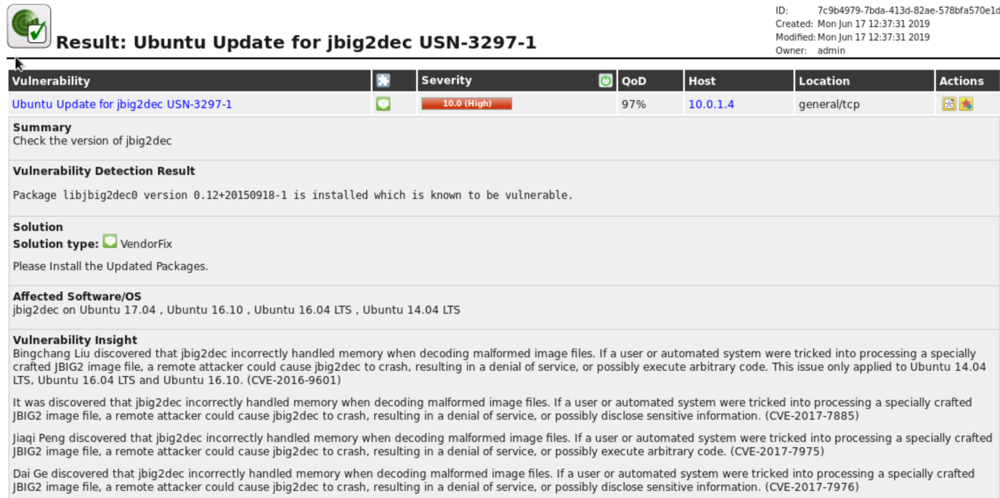 ID: 7c9b4979-7bda-413d-82ae-578bfa570e1d
Created: Mon Jun 17 12:37:31 2019
Modified: Mon Jun 17 12:37:31 2019
Owner: admin
Result: Ubuntu Update for jbig2dec USN-3297-1
Vulnerability Severity QoD Host Location Actions
Ubuntu Update for jbig2dec USN-3297-1 10.0 (High) 97% 10.0.1.4 general/tcp
Summary
Check the version of jbig2dec
Vulnerability Detection Result
Package libjbig2dec0 version 0.12+20150918-1 is installed which is known to be vulnerable.
Solution
Solution type: VendorFix
Please Install the Updated Packages.
Affected Software/OS
jbig2dec on Ubuntu 17.04 , Ubuntu 16.10 , Ubuntu 16.04 LTS , Ubuntu 14.04 LTS
Vulnerability Insight
Bingchang Liu discovered that jbig2dec incorrectly handled memory when decoding malformed image files. If a user or automated system were tricked into processing a specially
crafted JBIG2 image file, a remote attacker could cause jbig2dec to crash, resulting in a denial of service, or possibly execute arbitrary code. This issue only applied to Ubuntu 14.04
LTS, Ubuntu 16.04 LTS and Ubuntu 16.10. (CVE-2016-9601)
It was discovered that jbig2dec incorrectly handled memory when decoding malformed image files. If a user or automated system were tricked into processing a specially crafted
JBIG2 image file, a remote attacker could cause jbig2dec to crash, resulting in a denial of service, or possibly disclose sensitive information. (CVE-2017-7885)
Jiaqi Peng discovered that jbig2dec incorrectly handled memory when decoding malformed image files. If a user or automated system were tricked into processing a specially crafted
JBIG2 image file, a remote attacker could cause jbig2dec to crash, resulting in a denial of service, or possibly execute arbitrary code. (CVE-2017-7975)
Dai Ge discovered that jbig2dec incorrectly handled memory when decoding malformed image files. If a user or automated system were tricked into processing a specially crafted
JBIG2 image file, a remote attacker could cause jbig2dec to crash, resulting in a denial of service, or possibly disclose sensitive information. (CVE-2017-7976)